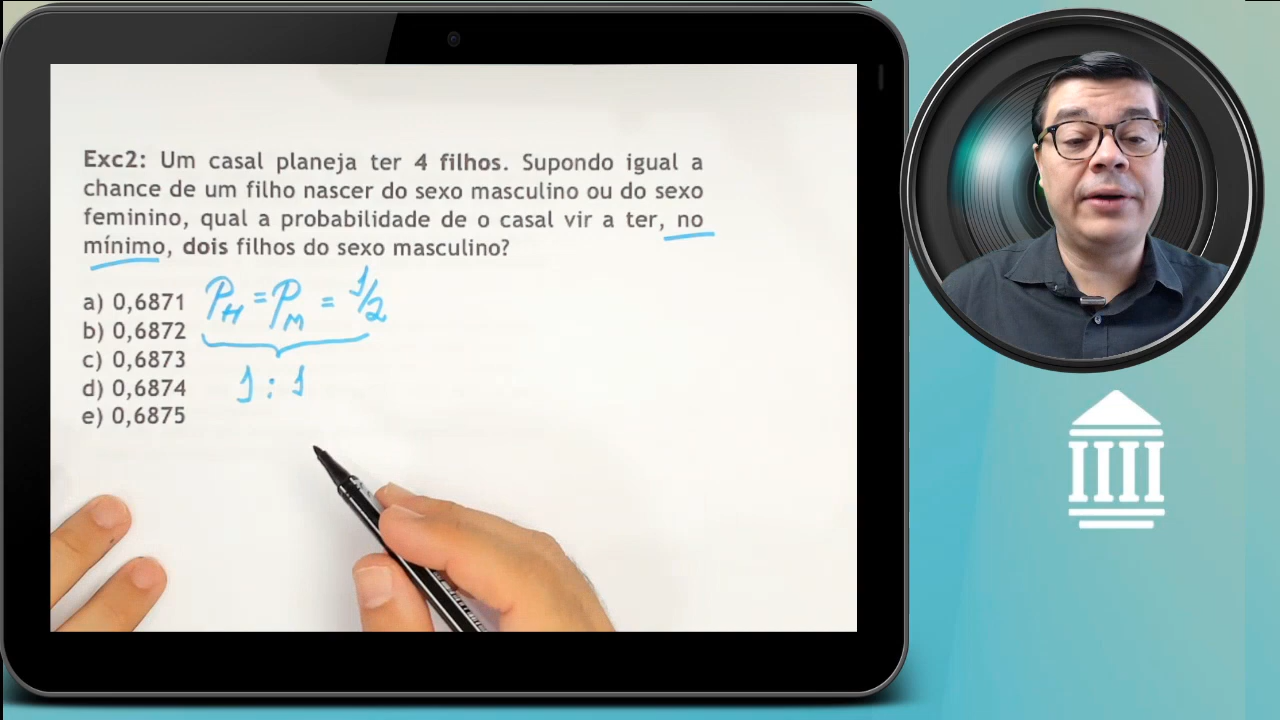 Exc2: Um casal planeja ter 4 filhos. Supondo igual a
chance de um filho nascer do sexo masculino ou do sexo
feminino, qual a probabilidade de o casal vir a ter, no
mínimo, dois filhos do sexo masculino?
a) 0,6871
b) 0,6872
c) 0,6873
d) 0,6874
e) 0,6875
P_H = P_M = 1/2
1 : 1